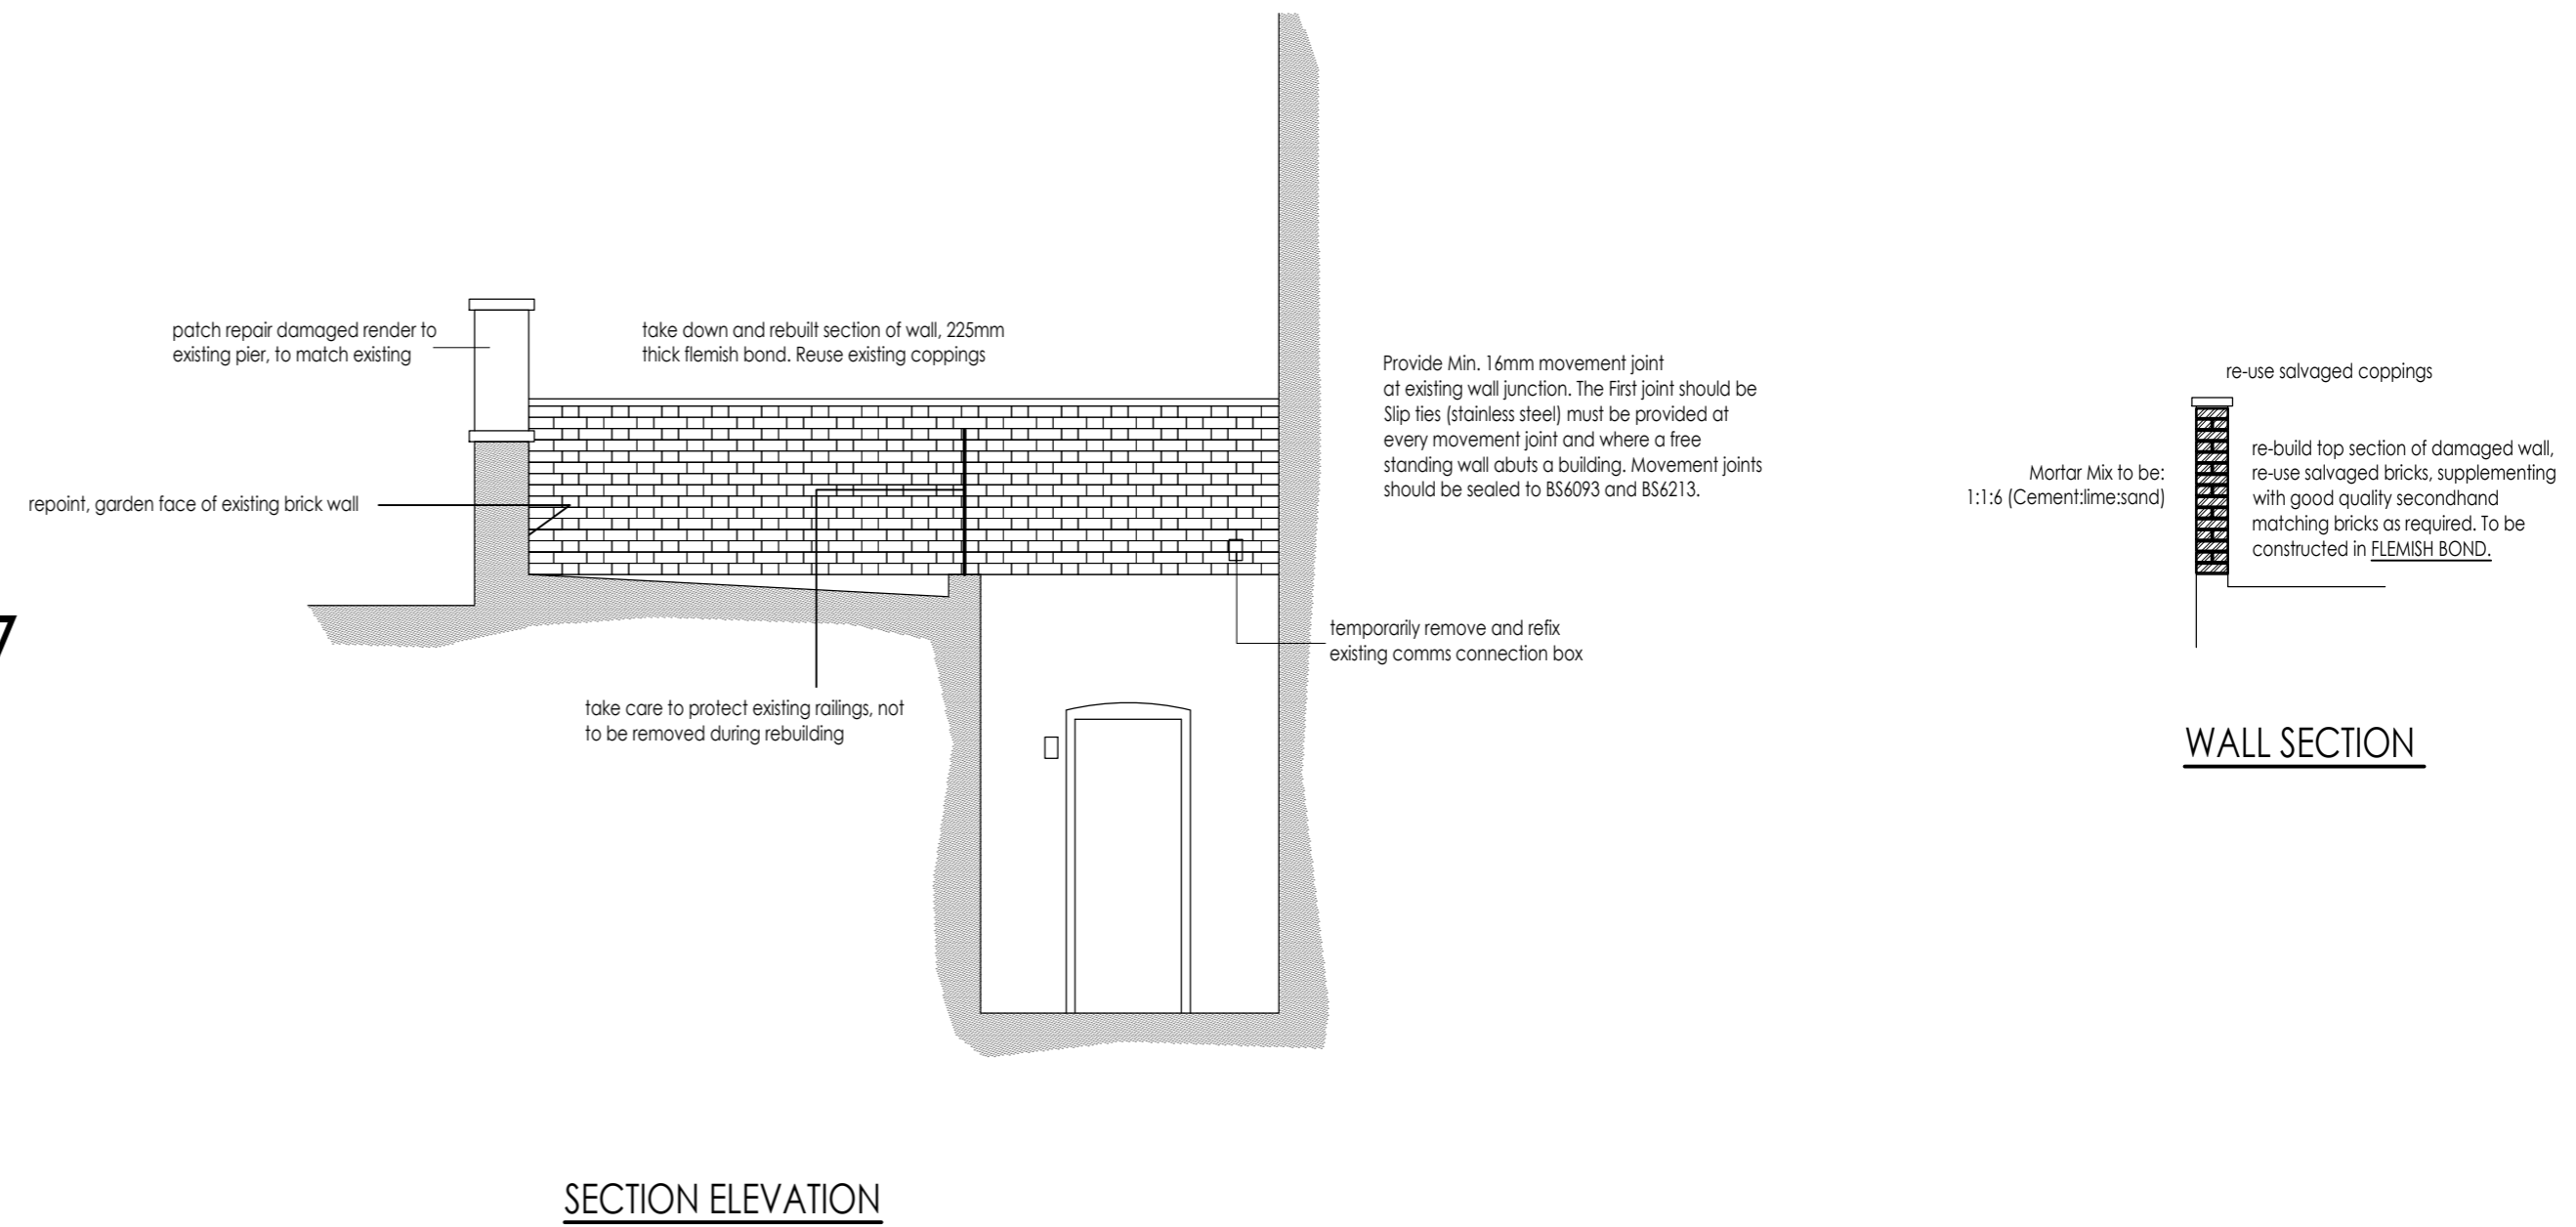 patch repair damaged render to
existing pier, to match existing
take down and rebuilt section of wall, 225mm
thick flemish bond. Reuse existing coppings
repoint, garden face of existing brick wall
take care to protect existing railings, not
to be removed during rebuilding
Provide Min. 16mm movement joint
at existing wall junction. The First joint should be
Slip ties (stainless steel) must be provided at
every movement joint and where a free
standing wall abuts a building. Movement joints
should be sealed to BS6093 and BS6213.
temporarily remove and refix
existing comms connection box
SECTION ELEVATION
re-use salvaged coppings
Mortar Mix to be:
1:1:6 (Cement:lime:sand)
re-build top section of damaged wall,
re-use salvaged bricks, supplementing
with good quality secondhand
matching bricks as required. To be
constructed in FLEMISH BOND.
WALL SECTION